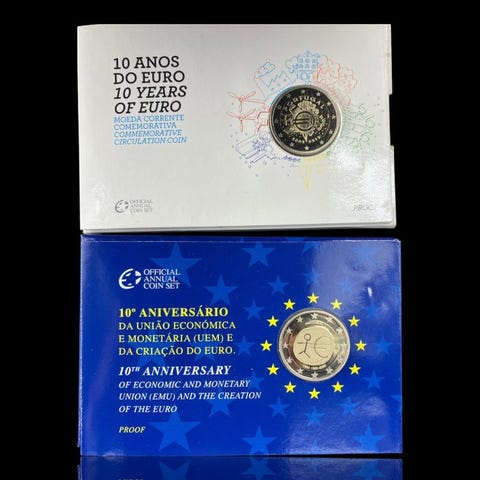 10 ANOS
DO EURO
10 YEARS
OF EURO
MOEDA CORRENTE
COMEMORATIVA
COMMEMORATIVE
CIRCULATION COIN
PORTUGAL
OFFICIAL
ANNUAL
COIN SET
PROOF
OFFICIAL
ANNUAL
COIN SET
10º ANIVERSÁRIO
DA UNIÃO ECONÓMICA
E MONETÁRIA (UEM) E
DA CRIAÇÃO DO EURO.
10TH ANNIVERSARY
OF ECONOMIC AND MONETARY
UNION (EMU) AND THE CREATION
OF THE EURO
PROOF